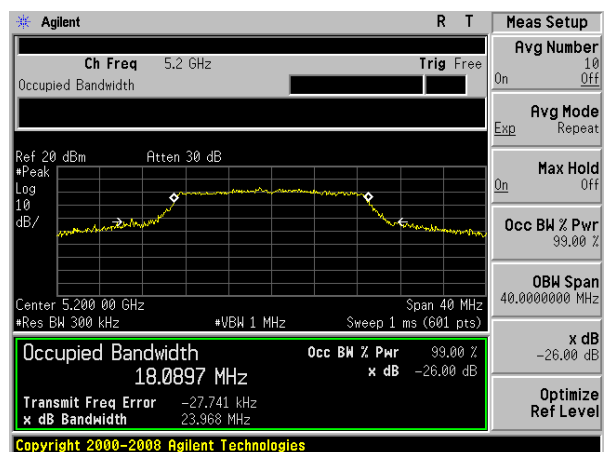 Agilent R T
Ch Freq 5.2 GHz Trig Free
Occupied Bandwidth
Ref 20 dBm Atten 30 dB
#Peak
Log
10
dB/
Center 5.200 00 GHz Span 40 MHz
#Res BW 300 kHz #VBW 1 MHz Sweep 1 ms (601 pts)
Occupied Bandwidth Occ BW % Pwr 99.00 %
18.0897 MHz x dB -26.00 dB
Transmit Freq Error -27.741 kHz
x dB Bandwidth 23.968 MHz
Copyright 2000-2008 Agilent Technologies
Meas Setup
Avg Number
10
On Off
Avg Mode
Exp Repeat
Max Hold
On Off
Occ BW % Pwr
99.00 %
OBW Span
40.0000000 MHz
x dB
-26.00 dB
Optimize
Ref Level